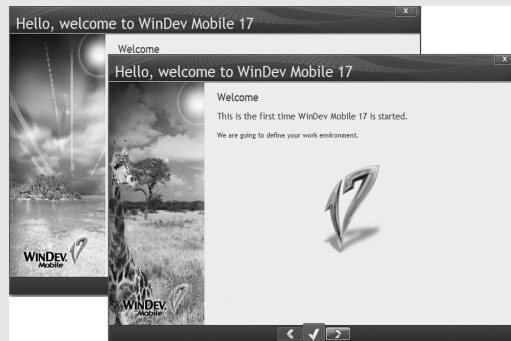 Hello, welcome to WinDev Mobile 17
Welcome
WINDEV.
Mobile
Hello, welcome to WinDev Mobile 17
Welcome
This is the first time WinDev Mobile 17 is started.
We are going to define your work environment.
17
WINDEV.
Mobile